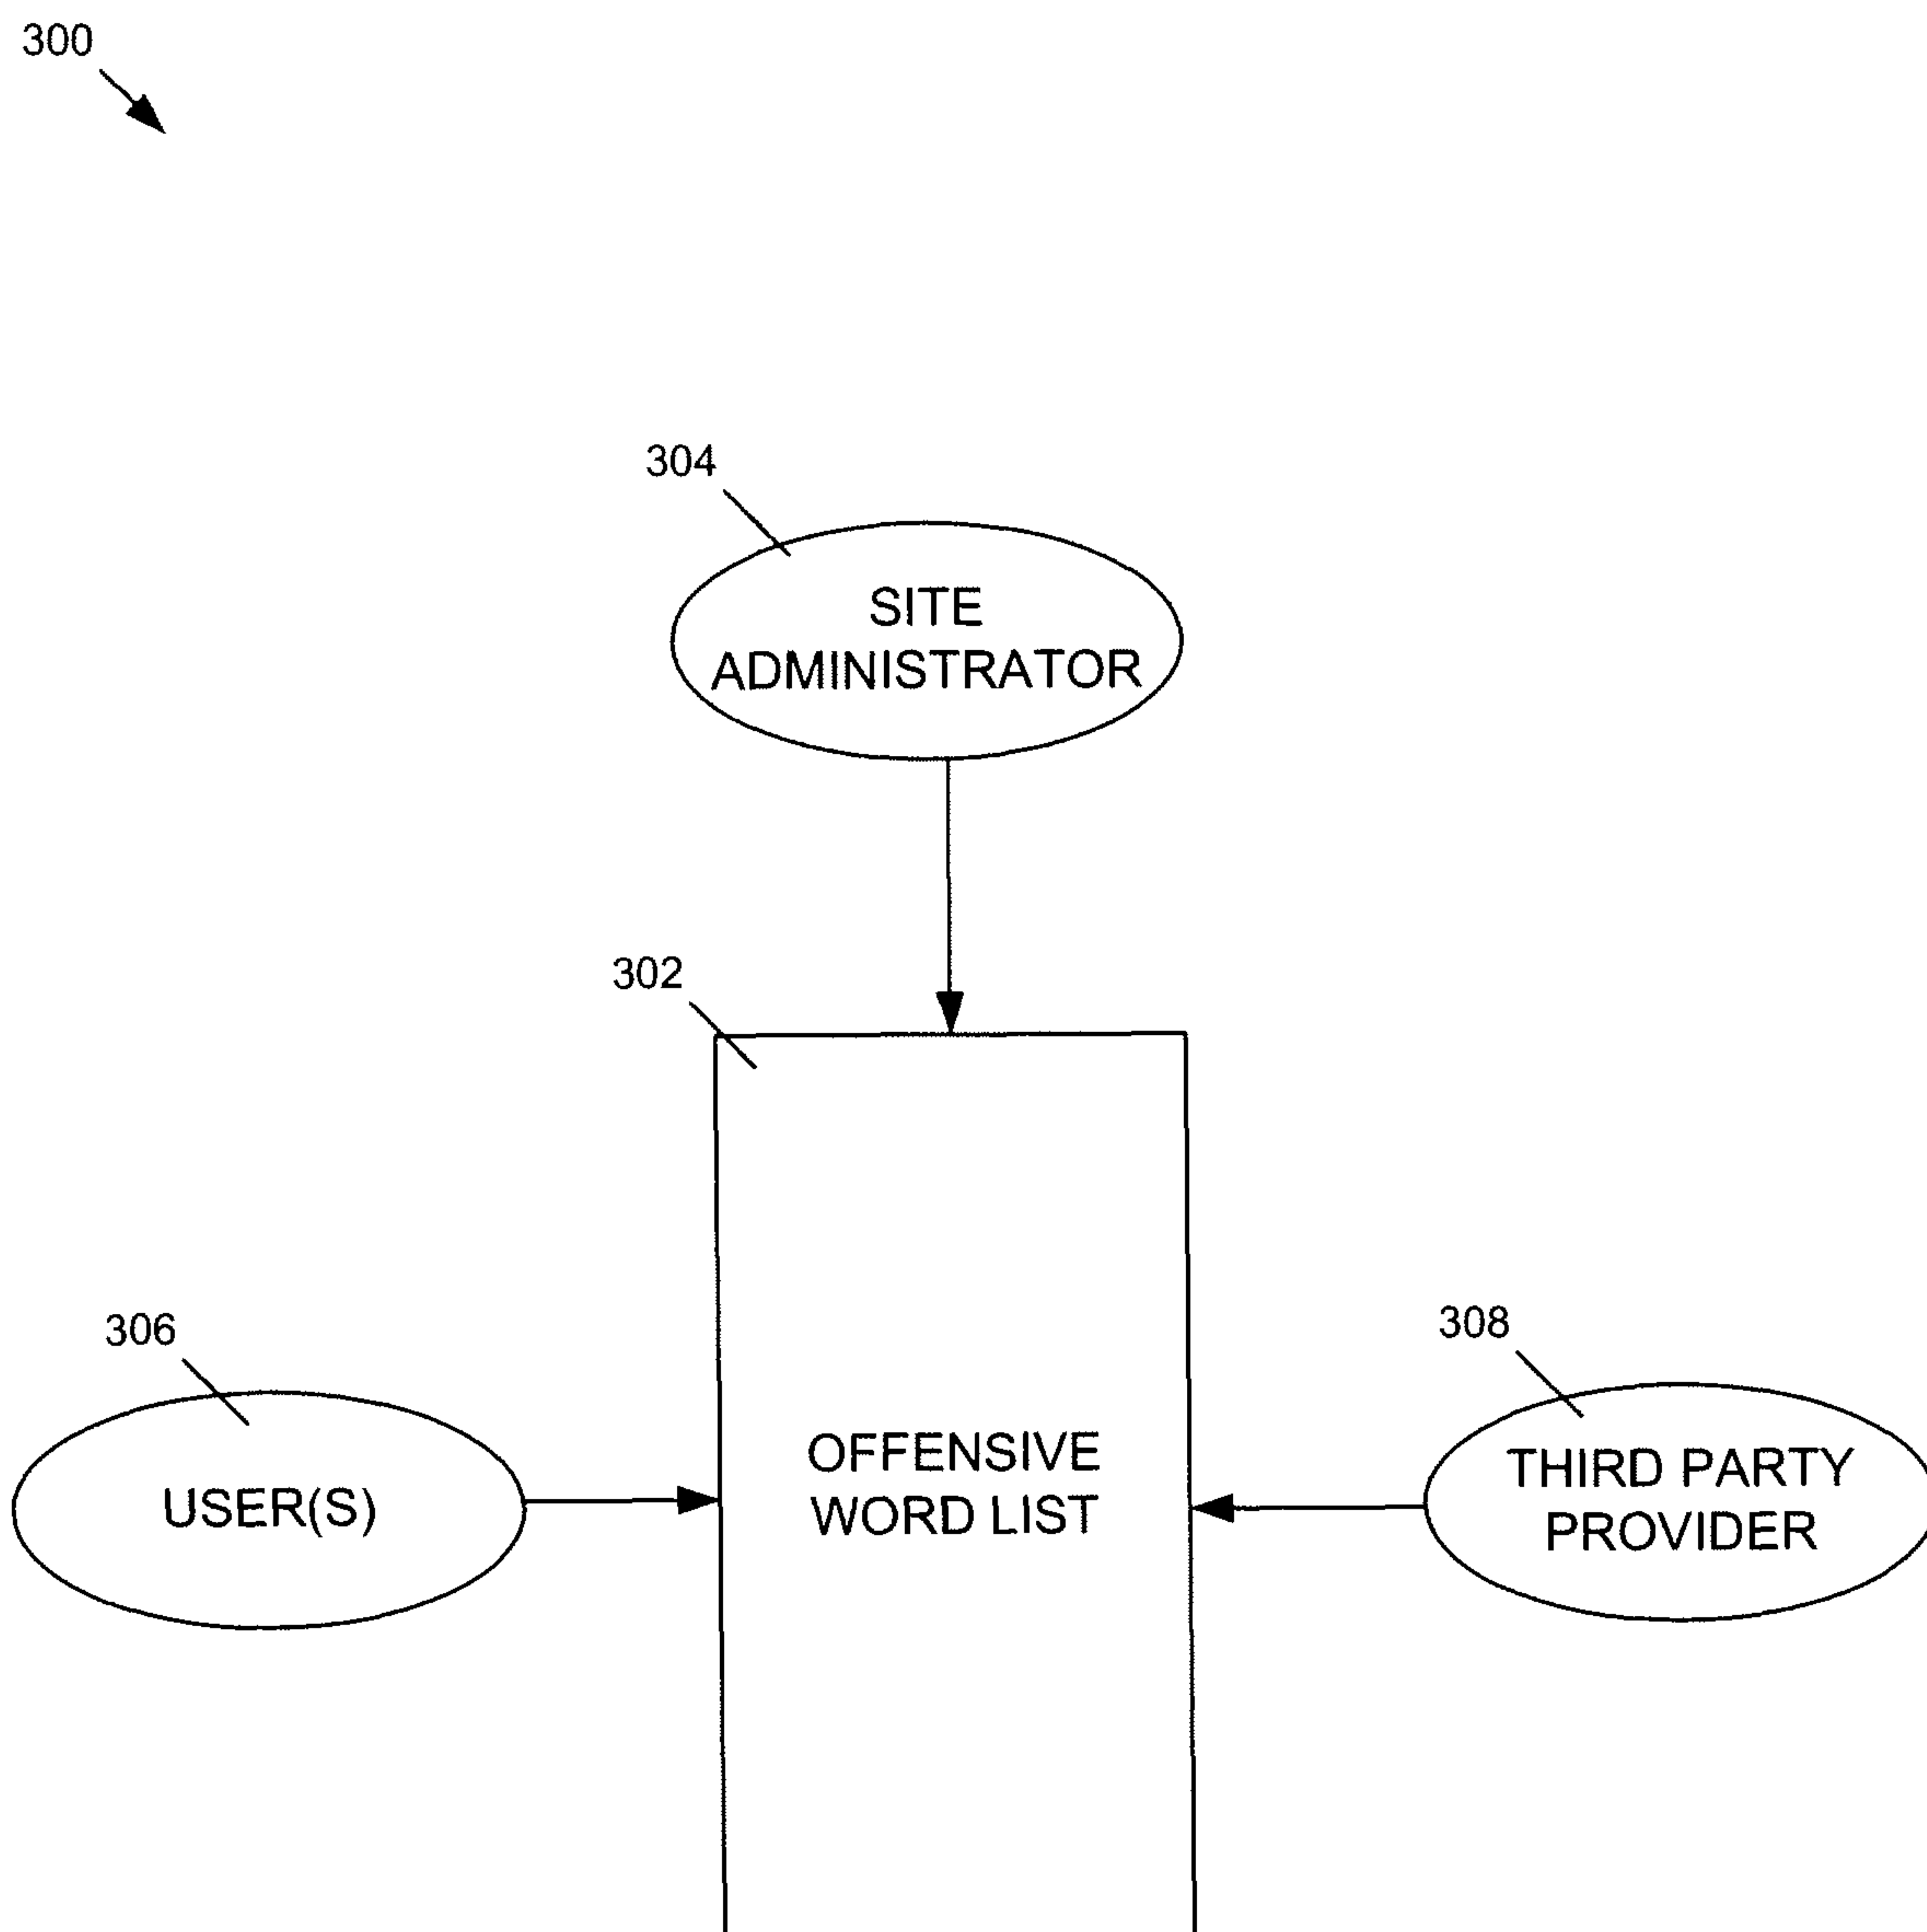 300
304
SITE
ADMINISTRATOR
302
306
308
OFFENSIVE
WORD LIST
USER(S)
THIRD PARTY
PROVIDER